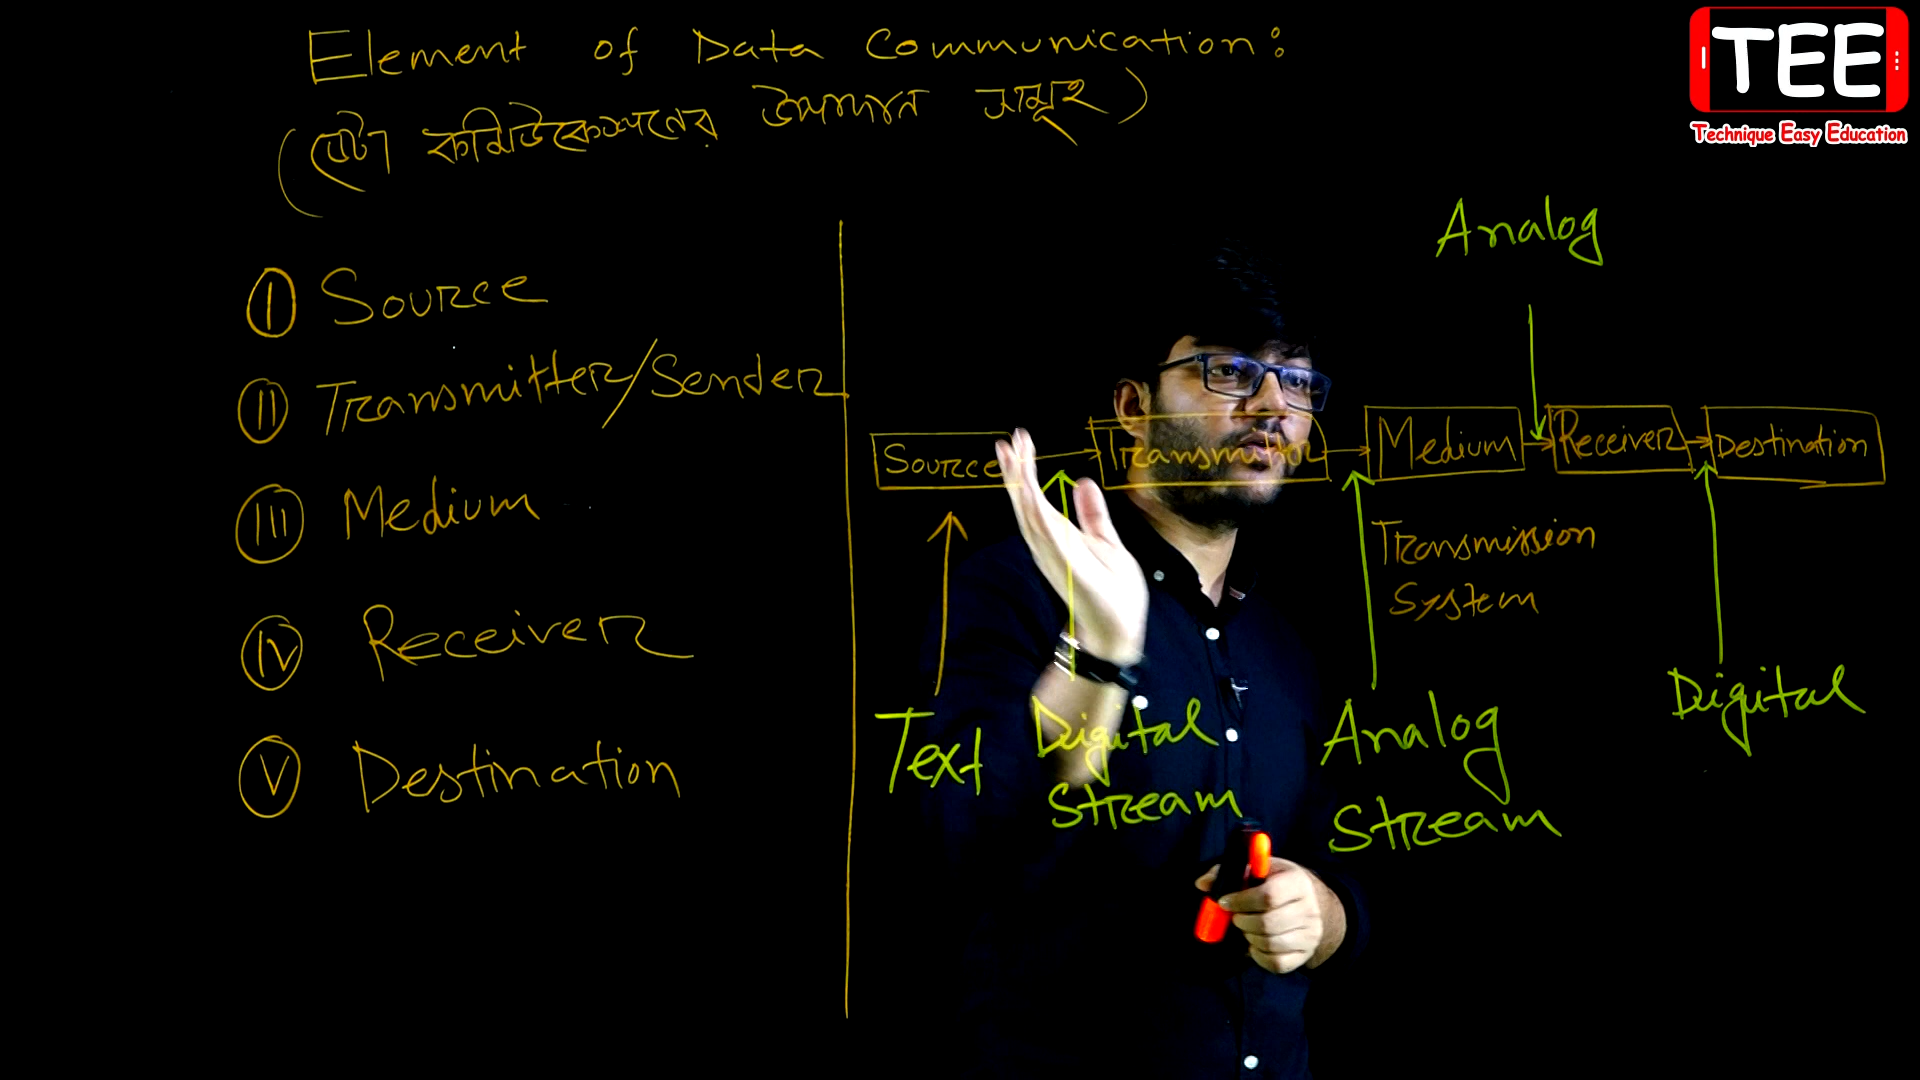 Element of Data Communication:
(ডেটা কমিউিকেশনের উপাদান সমূহ)
TEE
Technique Easy Education
I Source
II Transmitter/Sender
III Medium
IV Receiver
V Destination
Analog
Source Transmittor Medium Receiver Destination
Transmission
System
Text Digital Stream
Analog Stream
Digital